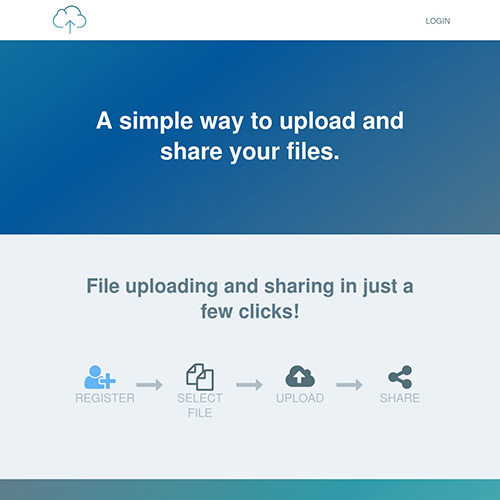 LOGIN
A simple way to upload and
share your files.
File uploading and sharing in just a
few clicks!
REGISTER
SELECT
FILE
UPLOAD
SHARE